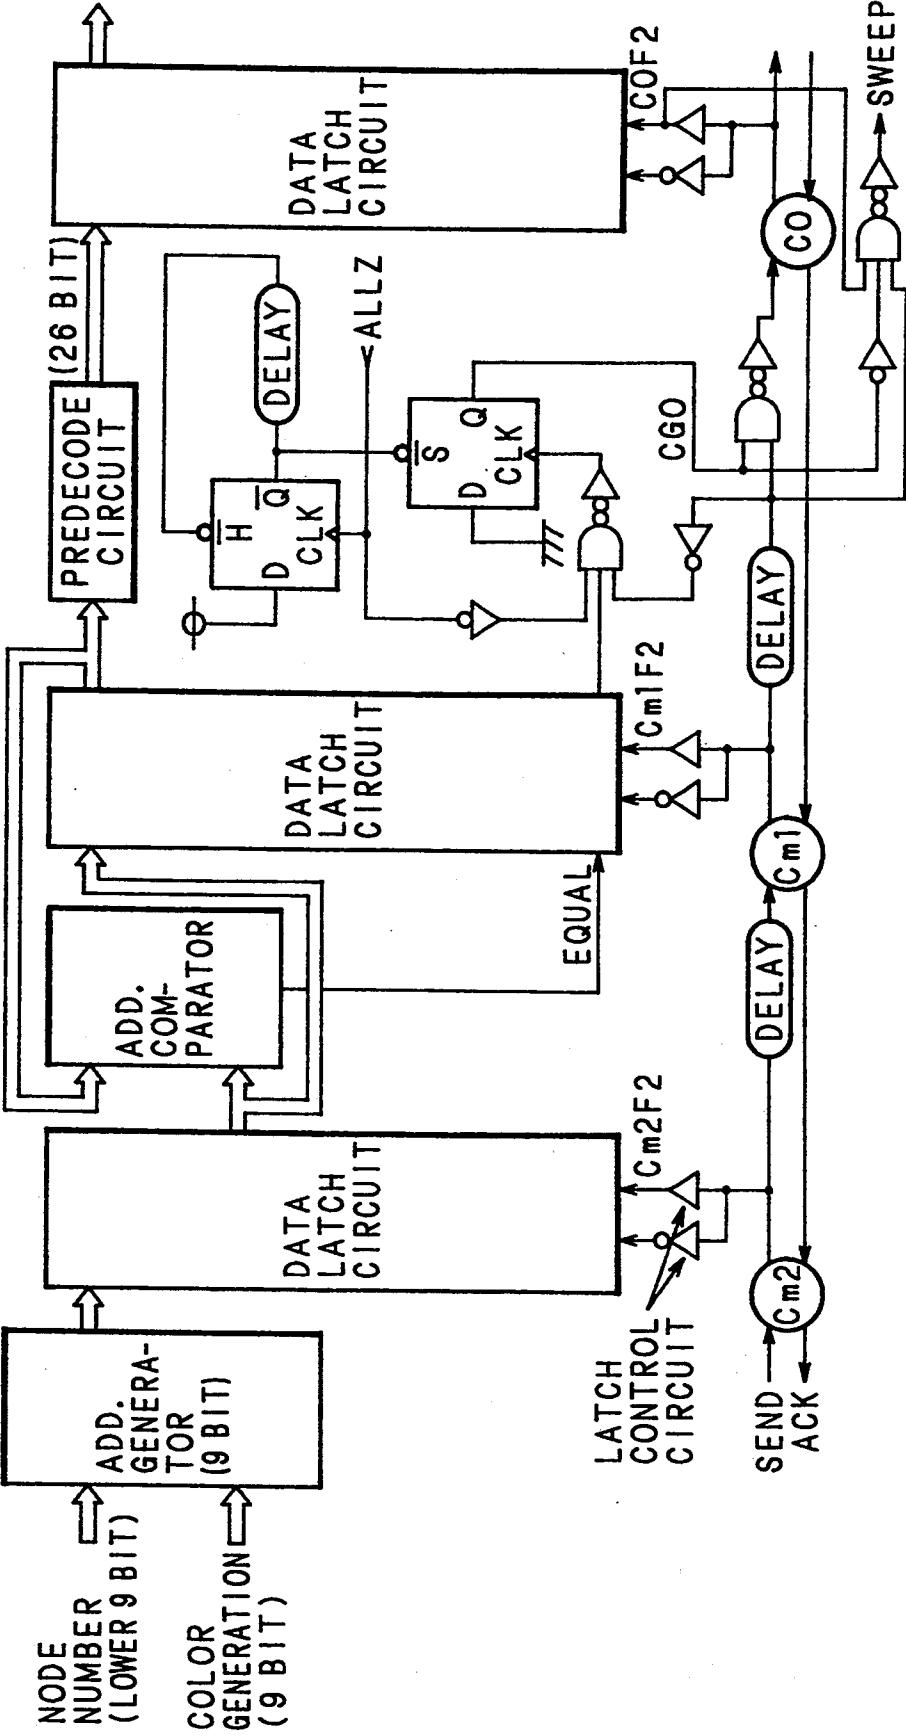 NODE
NUMBER
(LOWER 9 BIT)
COLOR
GENERATION
(9 BIT)
ADD.
GENERA-
TOR
(9 BIT)
DATA
LATCH
CIRCUIT
ADD.
COM-
PARATOR
DATA
LATCH
CIRCUIT
PREDECODE
CIRCUIT
(26 BIT)
DATA
LATCH
CIRCUIT
EQUAL
D
H
Q
CLK
DELAY
ALLZ
D
S
Q
CLK
CGO
LATCH
CONTROL
CIRCUIT
Cm2F2
Cm1F2
COF2
SEND
ACK
Cm2
DELAY
Cm1
DELAY
CO
SWEEP